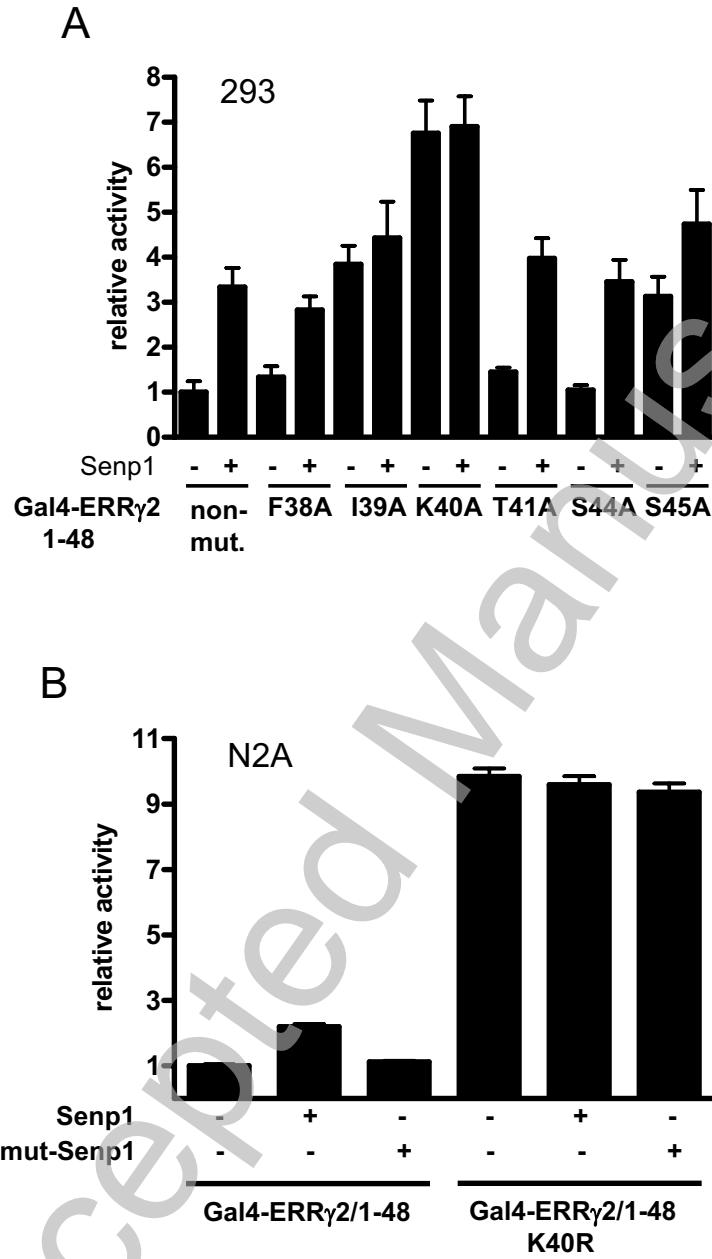 A
293
8
7
6
5
4
3
2
1
0
relative activity
Senp1 - + - + - + - + - + - + - +
Gal4-ERRγ2 non- F38A I39A K40A T41A S44A S45A
1-48 mut.
B
N2A
11
9
7
5
3
1
relative activity
Senp1 - + - - + -
mut-Senp1 - - + - - +
Gal4-ERRγ2/1-48 Gal4-ERRγ2/1-48
K40R
cepted Manus